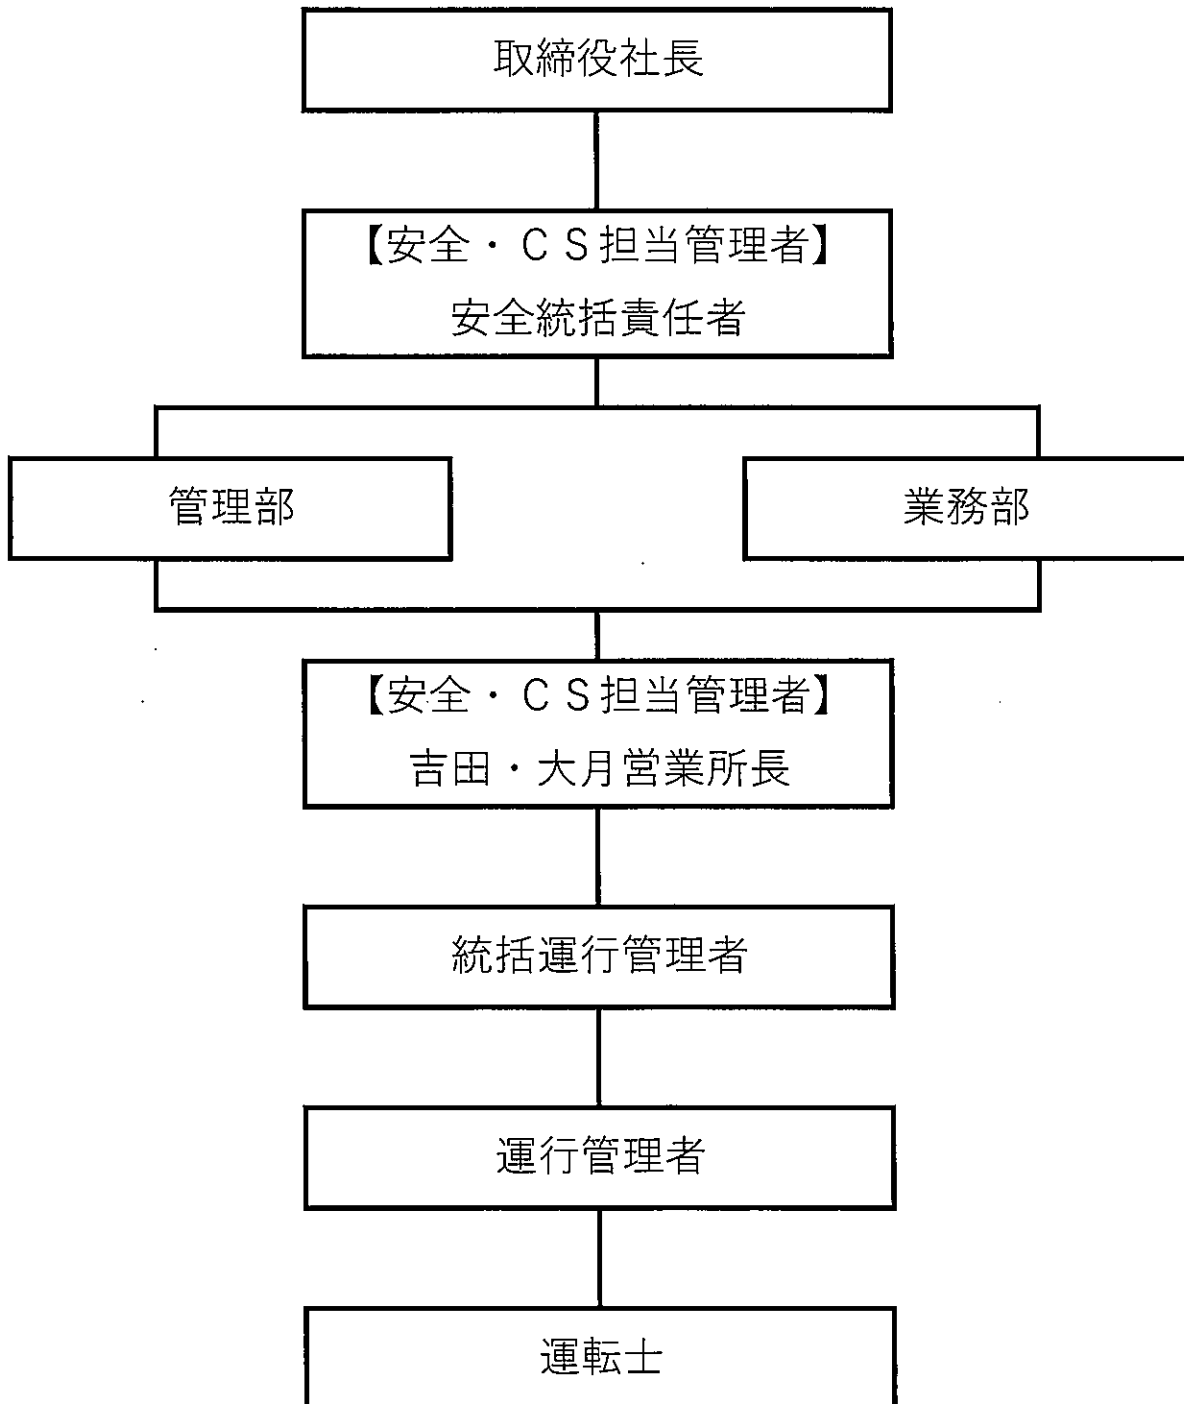 取締役社長
【安全・ＣＳ担当管理者】
安全統括責任者
管理部
業務部
【安全・ＣＳ担当管理者】
吉田・大月営業所長
統括運行管理者
運行管理者
運転士